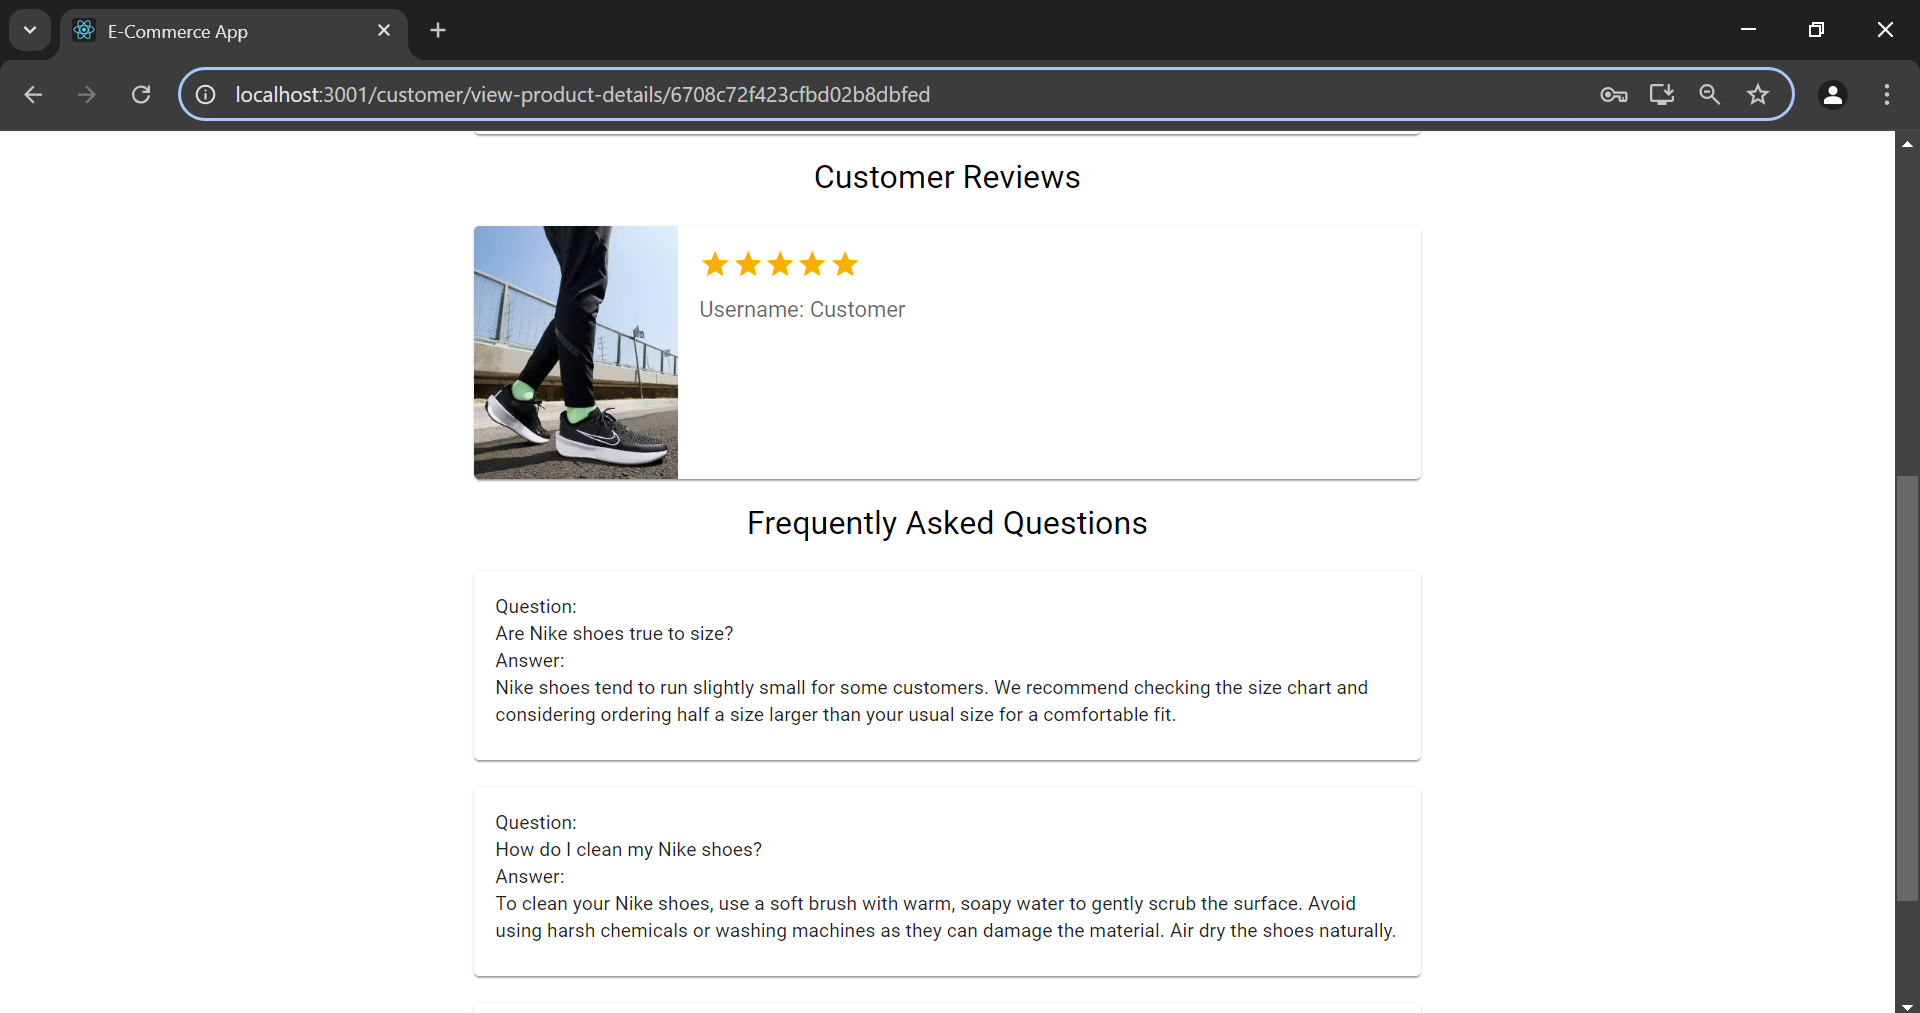 E-Commerce App
localhost:3001/customer/view-product-details/6708c72f423cfbd02b8dbfed
Customer Reviews
Username: Customer
Frequently Asked Questions
Question:
Are Nike shoes true to size?
Answer:
Nike shoes tend to run slightly small for some customers. We recommend checking the size chart and
considering ordering half a size larger than your usual size for a comfortable fit.
Question:
How do I clean my Nike shoes?
Answer:
To clean your Nike shoes, use a soft brush with warm, soapy water to gently scrub the surface. Avoid
using harsh chemicals or washing machines as they can damage the material. Air dry the shoes naturally.